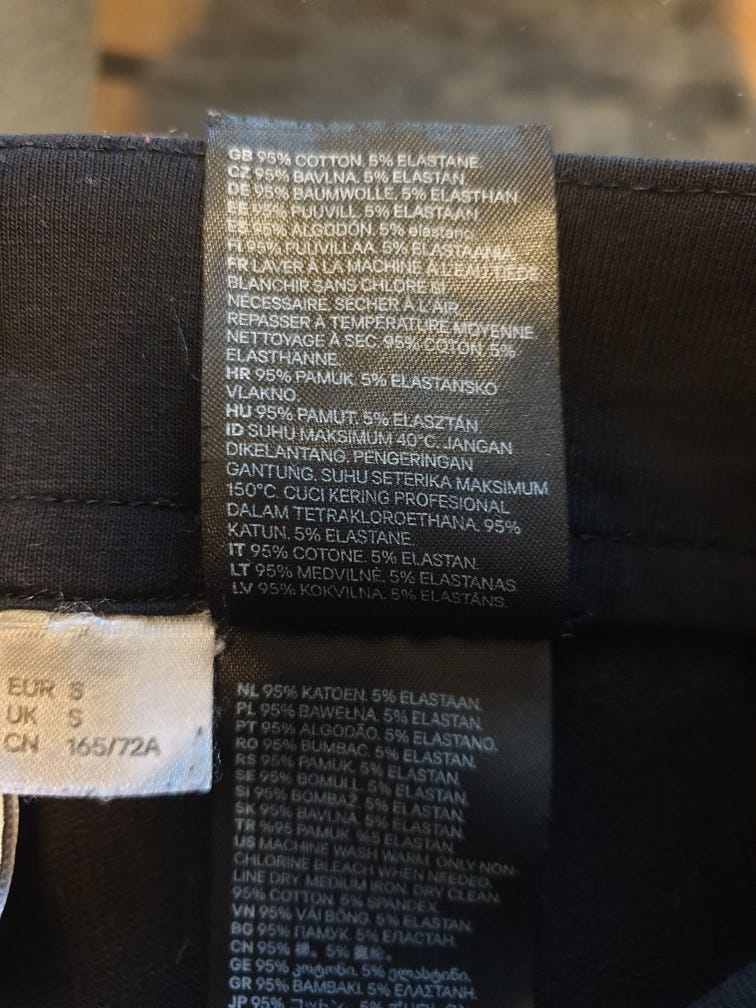 GB 95% COTTON. 5% ELASTANE.
CZ 95% BAVLNA. 5% ELASTAN
DE 95% BAUMWOLLE, 5% ELASTHAN
EE 95% PUUVILL, 5% ELASTAAN
ES 95% ALGODÓN. 5% elastano
FI 95% PUUVILLAA. 5% ELASTAANIA
FR LAVER À LA MACHINE À L'EAU TIÈDE
BLANCHIR SANS CHLORE SI
NÉCESSAIRE. SÉCHER À L'AIR.
REPASSER À TEMPÉRATURE MOYENNE
NETTOYAGE À SEC. 95% COTON. 5%
ELASTHANNE.
HR 95% PAMUK. 5% ELASTANSKO
VLAKNO.
HU 95% PAMUT. 5% ELASZTÁN
ID SUHU MAKSIMUM 40°C. JANGAN
DIKELANTANG. PENGERINGAN
GANTUNG. SUHU SETERIKA MAKSIMUM
150°C. CUCI KERING PROFESIONAL
DALAM TETRAKLOROETHANA. 95%
KATUN. 5% ELASTANE
IT 95% COTONE. 5% ELASTAN.
LT 95% MEDVILNĖ. 5% ELASTANAS
LV 95% KOKVILNA. 5% ELASTĀNS.
EUR S
UK S
CN 165/72A
NL 95% KATOEN. 5% ELASTAAN.
PL 95% BAWEŁNA. 5% ELASTAN.
PT 95% ALGODÃO. 5% ELASTANO.
RO 95% BUMBAC. 5% ELASTAN
RS 95% PAMUK. 5% ELASTAN
SE 95% BOMULL. 5% ELASTAN.
SI 95% BOMBAŽ. 5% ELASTAN
SK 95% BAVLNA. 5% ELASTAN
TR %95 PAMUK. %5 ELASTAN.
US MACHINE WASH WARM. ONLY NON-
CHLORINE BLEACH WHEN NEEDED.
LINE DRY. MEDIUM IRON. DRY CLEAN.
95% COTTON. 5% SPANDEX
VN 95% VẢI BÔNG. 5% ELASTAN.
BG 95% ПАМУК. 5% ЕЛАСТАН.
CN 95% 棉。5%
GE 95% კოტონი. 5% ელასტინი.
GR 95% ΒΑΜΒΑΚΙ. 5% ΕΛΑΣΤΑΝΗ.
JP 95% コットン. 5%